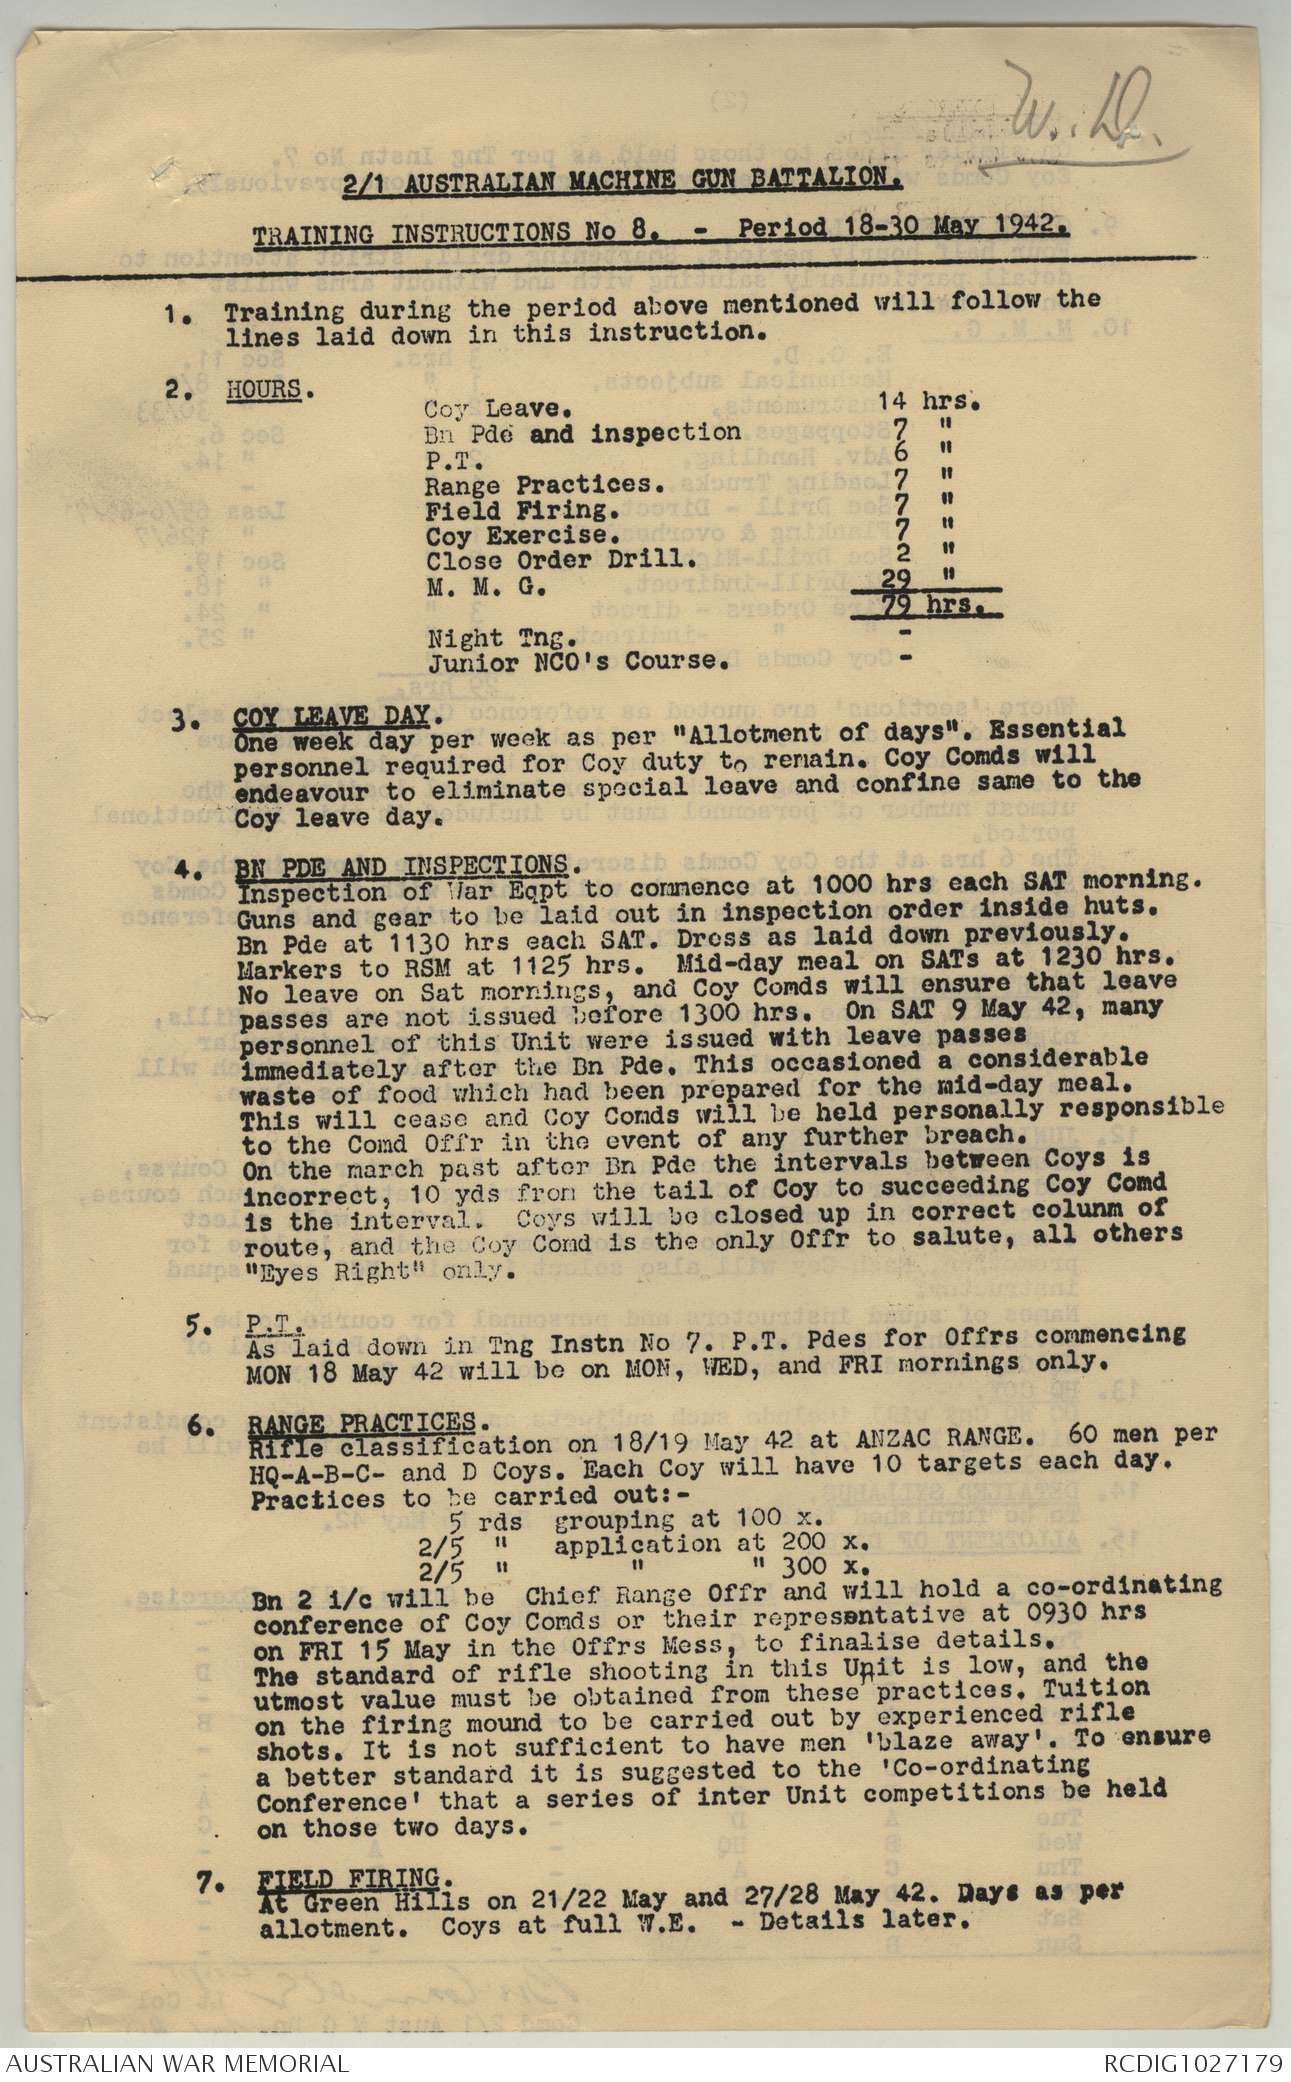 W.D.
2/1 AUSTRALIAN MACHINE GUN BATTALION.
TRAINING INSTRUCTIONS No 8. - Period 18-30 May 1942.
1. Training during the period above mentioned will follow the
lines laid down in this instruction.
2. HOURS.
Coy Leave. 14 hrs.
Bn Pde and inspection 7 "
P.T. 6 "
Range Practices. 7 "
Field Firing. 7 "
Coy Exercise. 7 "
Close Order Drill. 2 "
M. M. G. 29 "
79 hrs.
Night Tng. -
Junior NCO's Course. -
3. COY LEAVE DAY.
One week day per week as per "Allotment of days". Essential
personnel required for Coy duty to remain. Coy Comds will
endeavour to eliminate special leave and confine same to the
Coy leave day.
4. BN PDE AND INSPECTIONS.
Inspection of War Eqpt to commence at 1000 hrs each SAT morning.
Guns and gear to be laid out in inspection order inside huts.
Bn Pde at 1130 hrs each SAT. Dress as laid down previously.
Markers to RSM at 1125 hrs. Mid-day meal on SATs at 1230 hrs.
No leave on Sat mornings, and Coy Comds will ensure that leave
passes are not issued before 1300 hrs. On SAT 9 May 42, many
personnel of this Unit were issued with leave passes
immediately after the Bn Pde. This occasioned a considerable
waste of food which had been prepared for the mid-day meal.
This will cease and Coy Comds will be held personally responsible
to the Comd Offr in the event of any further breach.
On the march past after Bn Pde the intervals between Coys is
incorrect, 10 yds from the tail of Coy to succeeding Coy Comd
is the interval. Coys will be closed up in correct colunm of
route, and the Coy Comd is the only Offr to salute, all others
"Eyes Right" only.
5. P.T.
As laid down in Tng Instn No 7. P.T. Pdes for Offrs commencing
MON 18 May 42 will be on MON, WED, and FRI mornings only.
6. RANGE PRACTICES.
Rifle classification on 18/19 May 42 at ANZAC RANGE. 60 men per
HQ-A-B-C- and D Coys. Each Coy will have 10 targets each day.
Practices to be carried out:-
5 rds grouping at 100 x.
2/5 " application at 200 x.
2/5 " " " 300 x.
Bn 2 i/c will be Chief Range Offr and will hold a co-ordinating
conference of Coy Comds or their representative at 0930 hrs
on FRI 15 May in the Offrs Mess, to finalise details.
The standard of rifle shooting in this Unit is low, and the
utmost value must be obtained from these practices. Tuition
on the firing mound to be carried out by experienced rifle
shots. It is not sufficient to have men 'blaze away'. To ensure
a better standard it is suggested to the 'Co-ordinating
Conference' that a series of inter Unit competitions be held
on those two days.
7. FIELD FIRING.
At Green Hills on 21/22 May and 27/28 May 42. Days as per
allotment. Coys at full W.E. - Details later.
AUSTRALIAN WAR MEMORIAL
RCDIG1027179